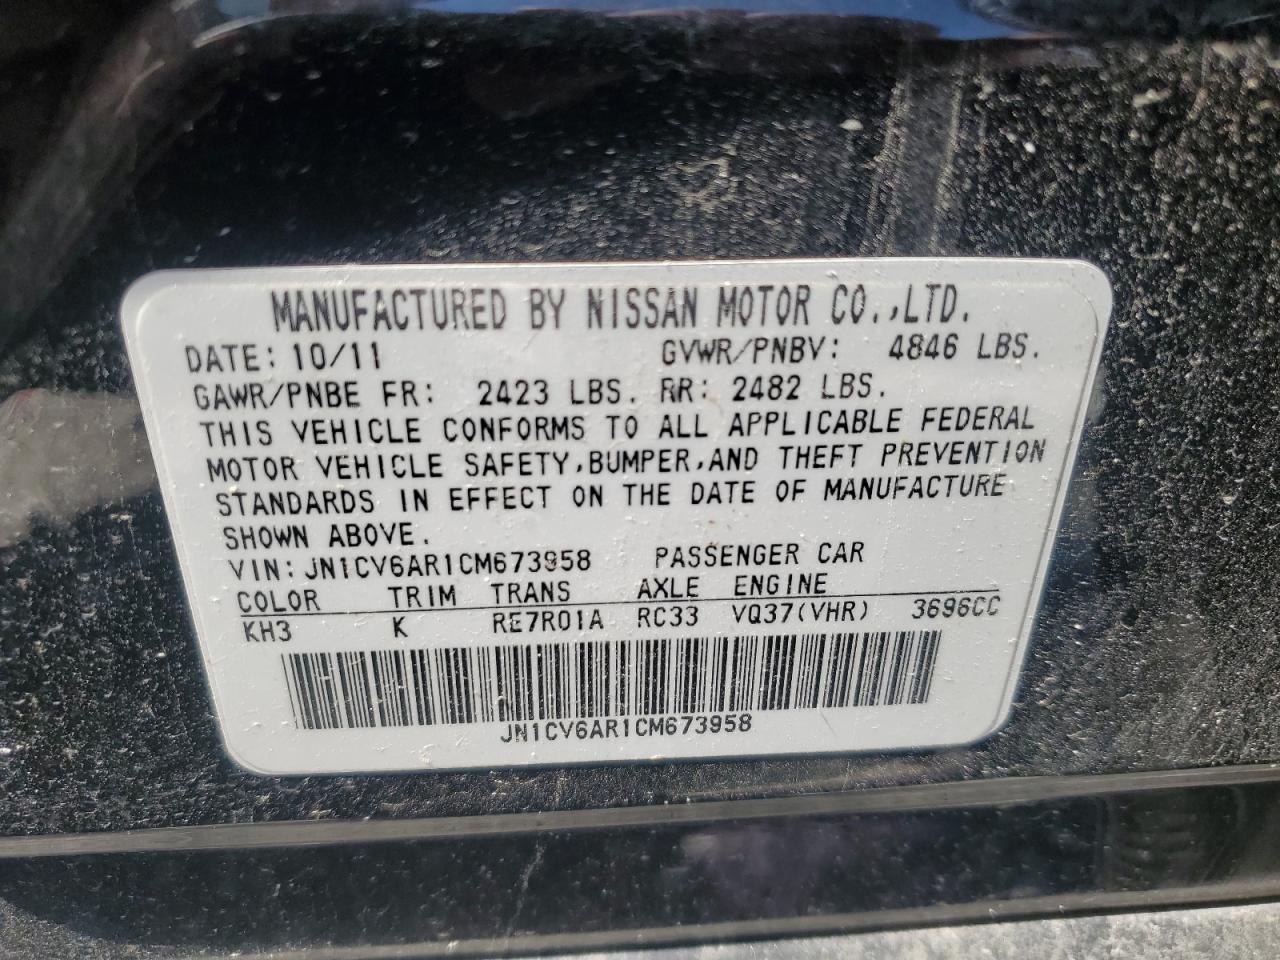 MANUFACTURED BY NISSAN MOTOR CO.,LTD.
DATE: 10/11 GVWR/PNBV: 4846 LBS.
GAWR/PNBE FR: 2423 LBS. RR: 2482 LBS.
THIS VEHICLE CONFORMS TO ALL APPLICABLE FEDERAL
MOTOR VEHICLE SAFETY,BUMPER,AND THEFT PREVENTION
STANDARDS IN EFFECT ON THE DATE OF MANUFACTURE
SHOWN ABOVE.
VIN: JN1CV6AR1CM673958 PASSENGER CAR
COLOR TRIM TRANS AXLE ENGINE
KH3 K RE7R01A RC33 VQ37(VHR) 3696CC
JN1CV6AR1CM673958